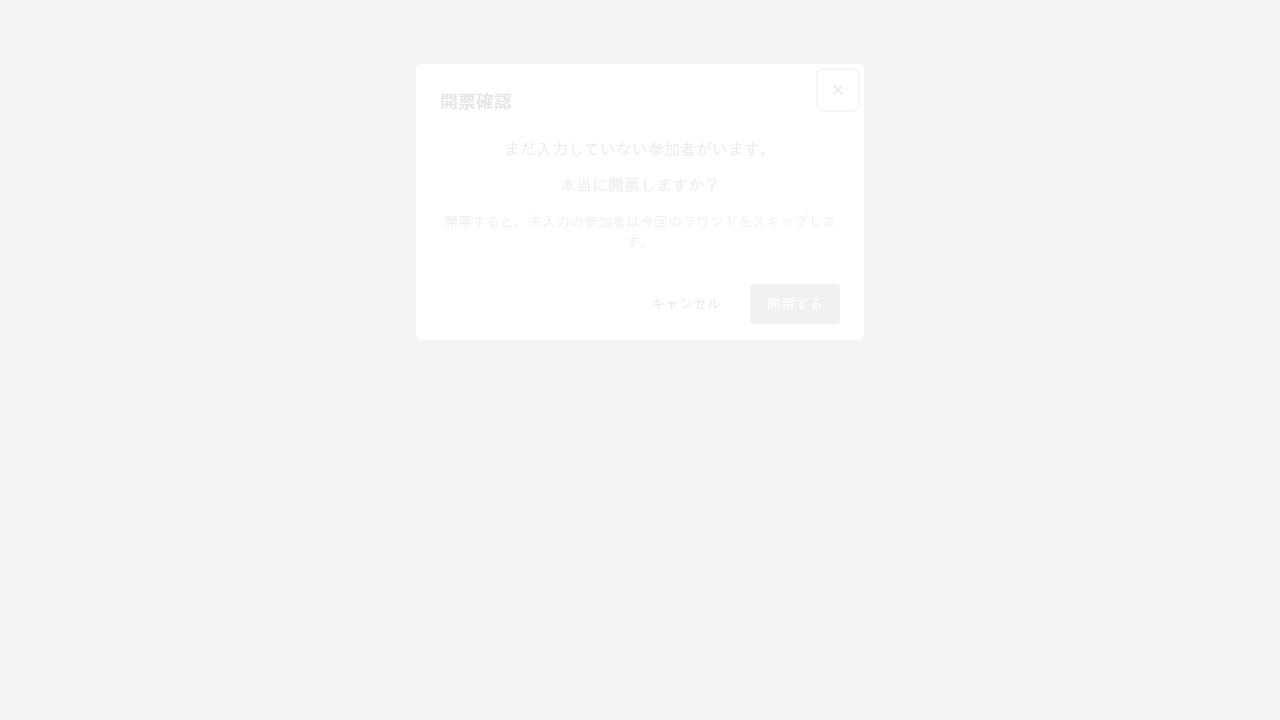 開票確認
まだ入力していない参加者がいます。
本当に開票しますか？
開票すると、未入力の参加者は今回のラウンドをスキップしま
す。
キャンセル
開票する